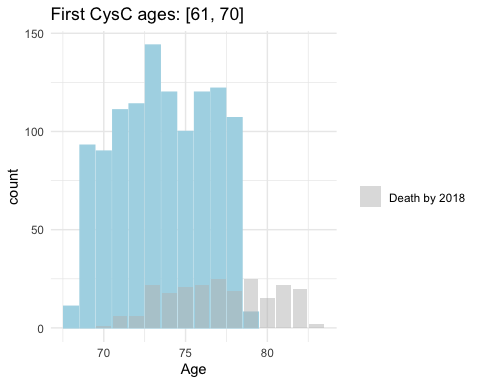 First CysC ages: [61, 70]
150
100
50
0
count
70 75 80
Age
Death by 2018